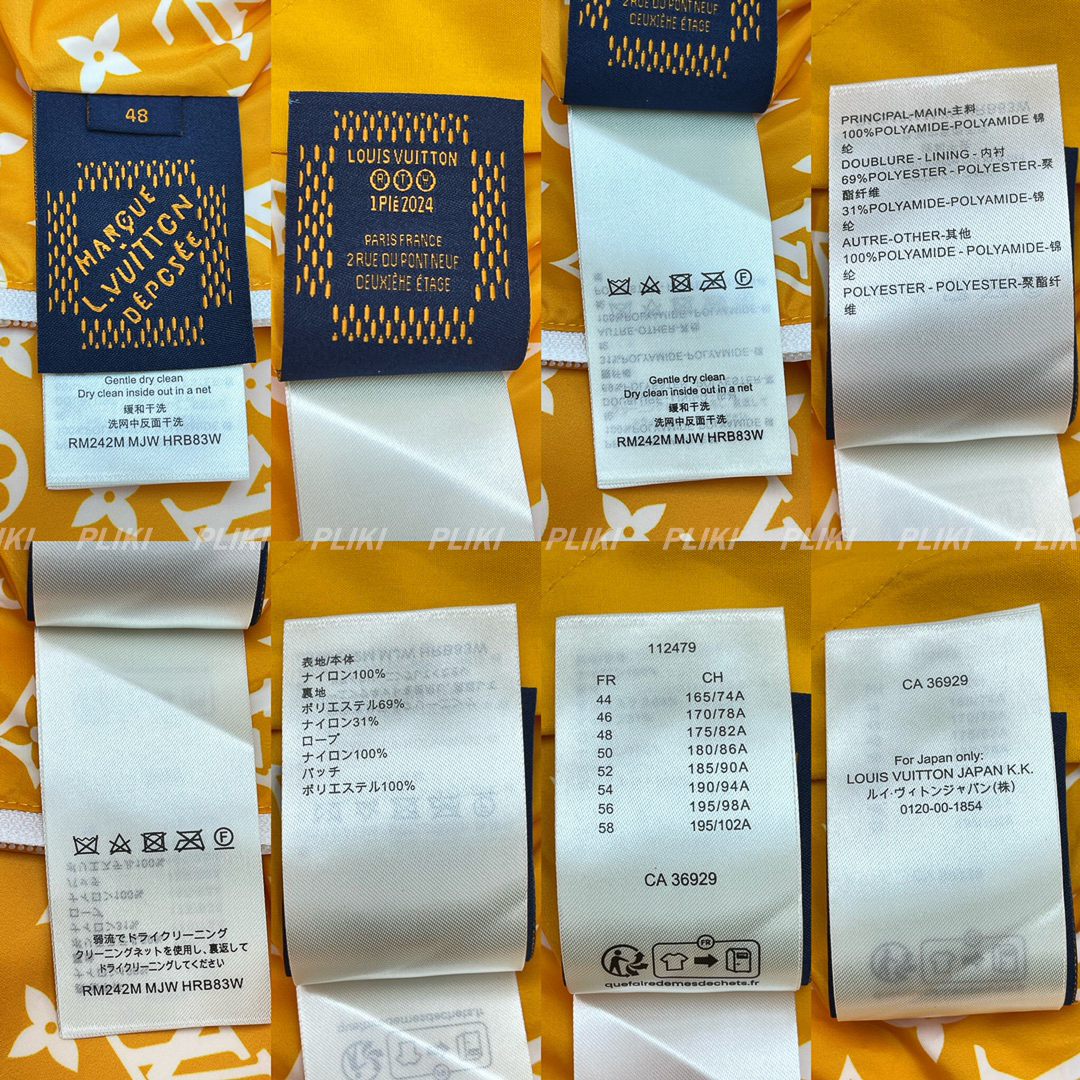 48
MARQUE
L.VUITTON
DÉPOSÉE
Gentle dry clean
Dry clean inside out in a net
缓和干洗
洗网中反面干洗
RM242M MJW HRB83W
LOUIS VUITTON
RTW
1PIÈ2024
PARIS FRANCE
2 RUE DU PONT NEUF
DEUXIÈME ÉTAGE
2 RUE DU PONT NEUF
DEUXIÈME ÉTAGE
F
Gentle dry clean
Dry clean inside out in a net
缓和干洗
洗网中反面干洗
RM242M MJW HRB83W
PRINCIPAL-MAIN-主料
100%POLYAMIDE-POLYAMIDE 锦
纶
DOUBLURE - LINING - 内衬
69%POLYESTER - POLYESTER-聚
酯纤维
31%POLYAMIDE-POLYAMIDE-锦
纶
AUTRE-OTHER-其他
100%POLYAMIDE - POLYAMIDE-锦
纶
POLYESTER - POLYESTER-聚酯纤
维
PLIKI PLIKI PLIKI PLIKI PLIKI PLIKI PLIKI PLIKI PLIKI
F
弱流でドライクリーニング
クリーニングネットを使用し、裏返して
ドライクリーニングしてください
RM242M MJW HRB83W
表地/本体
ナイロン100%
裏地
ポリエステル69%
ナイロン31%
ロープ
ナイロン100%
パッチ
ポリエステル100%
112479
FR CH
44 165/74A
46 170/78A
48 175/82A
50 180/86A
52 185/90A
54 190/94A
56 195/98A
58 195/102A
CA 36929
FR
quefairedemesdechets.fr
CA 36929
For Japan only:
LOUIS VUITTON JAPAN K.K.
ルイ·ヴィトンジャパン(株)
0120-00-1854